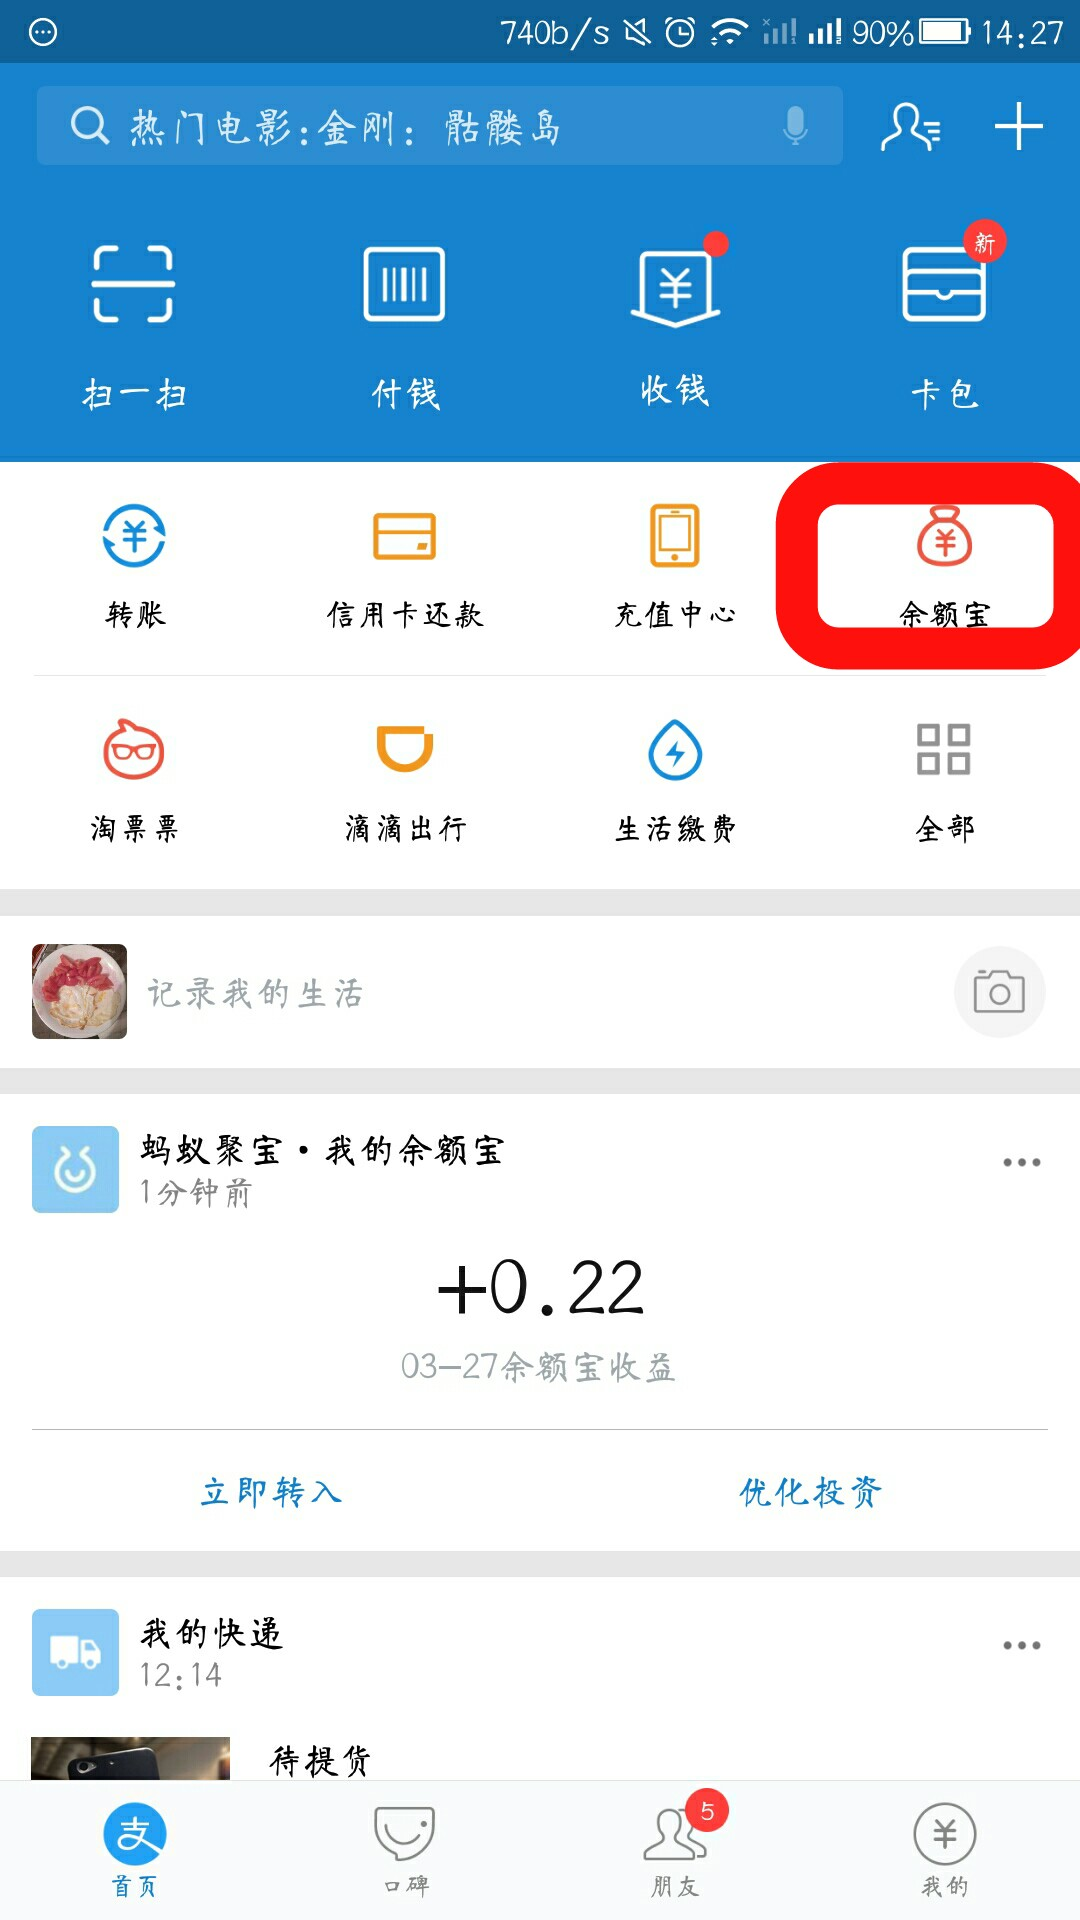 740b/s 90% 14:27
热门电影:金刚：骷髅岛
新
扫一扫 付钱 收钱 卡包
转账 信用卡还款 充值中心 余额宝
淘票票 滴滴出行 生活缴费 全部
记录我的生活
蚂蚁聚宝·我的余额宝
1分钟前
+0.22
03-27余额宝收益
立即转入 优化投资
我的快递
12:14
待提货
支 5
首页 口碑 朋友 我的